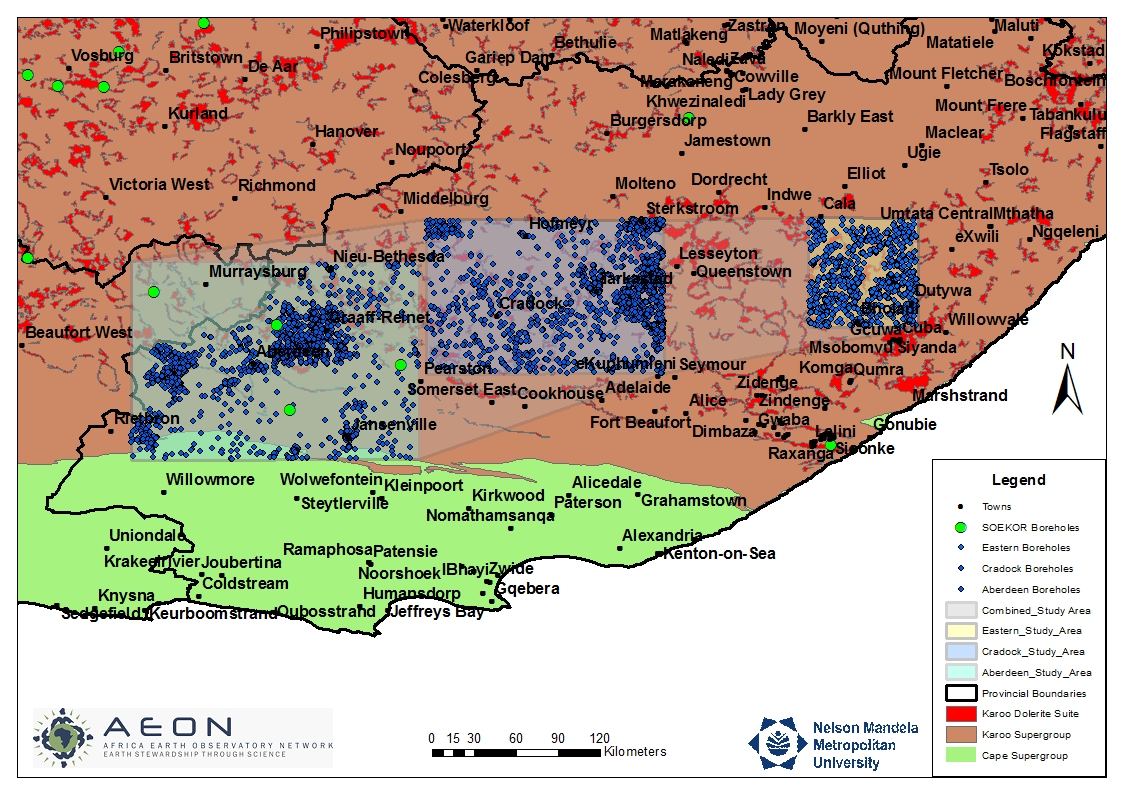 Waterkloof
Zastron
Moyeni (Quthing)
Maluti
Philipstown
Matlakeng
Bethulie
Matatiele
Kokstad
Vosburg
Britstown
Gariep Dam
De Aar
Colesberg
Cowville
Mount Fletcher
Lady Grey
Khwezinaledi
Mount Frere
Tabankulu
Kurland
Burgersdorp
Barkly East
Hanover
Jamestown
Maclear
Flagstaff
Noupoort
Ugie
Victoria West
Richmond
Molteno
Dordrecht
Elliot
Tsolo
Middelburg
Indwe
Sterkstroom
Cala
Umtata Central
Mthatha
Hofmeyr
eXwili
Ngqeleni
Nieu-Bethesda
Lesseyton
Murraysburg
Queenstown
Tarkastad
Dutywa
Cradock
Graaff-Reinet
Willowvale
Beaufort West
Gcuwa
Cuba
Aberdeen
Msobomvu
Siyanda
Pearston
eKuphumleni
Seymour
Komga
Qumra
Somerset East
Cookhouse
Adelaide
Zidenge
Marshstrand
Alice
Zindenge
Rietbron
Jansenville
Fort Beaufort
Gwaba
Gonubie
Dimbaza
Lalini
Raxanga
Willowmore
Wolwefontein
Kleinpoort
Alicedale
Steytlerville
Kirkwood
Paterson
Grahamstown
Nomathamsanqa
Uniondale
Alexandria
Krakeelrivier
Joubertina
Ramaphosa
Patensie
Kenton-on-Sea
Noorshoek
IBhayi
Zwide
Coldstream
Humansdorp
Gqebera
Knysna
Sedgefield
Keurboomstrand
Oubosstrand
Jeffreys Bay
N
Legend
Towns
SOEKOR Boreholes
Eastern Boreholes
Cradock Boreholes
Aberdeen Boreholes
Combined_Study Area
Eastern_Study_Area
Cradock_Study_Area
Aberdeen_Study_Area
Provincial Boundaries
Karoo Dolerite Suite
Karoo Supergroup
Cape Supergroup
AEON
AFRICA EARTH OBSERVATORY NETWORK
EARTH STEWARDSHIP THROUGH SCIENCE
0 15 30 60 90 120
Kilometers
Nelson Mandela
Metropolitan
University